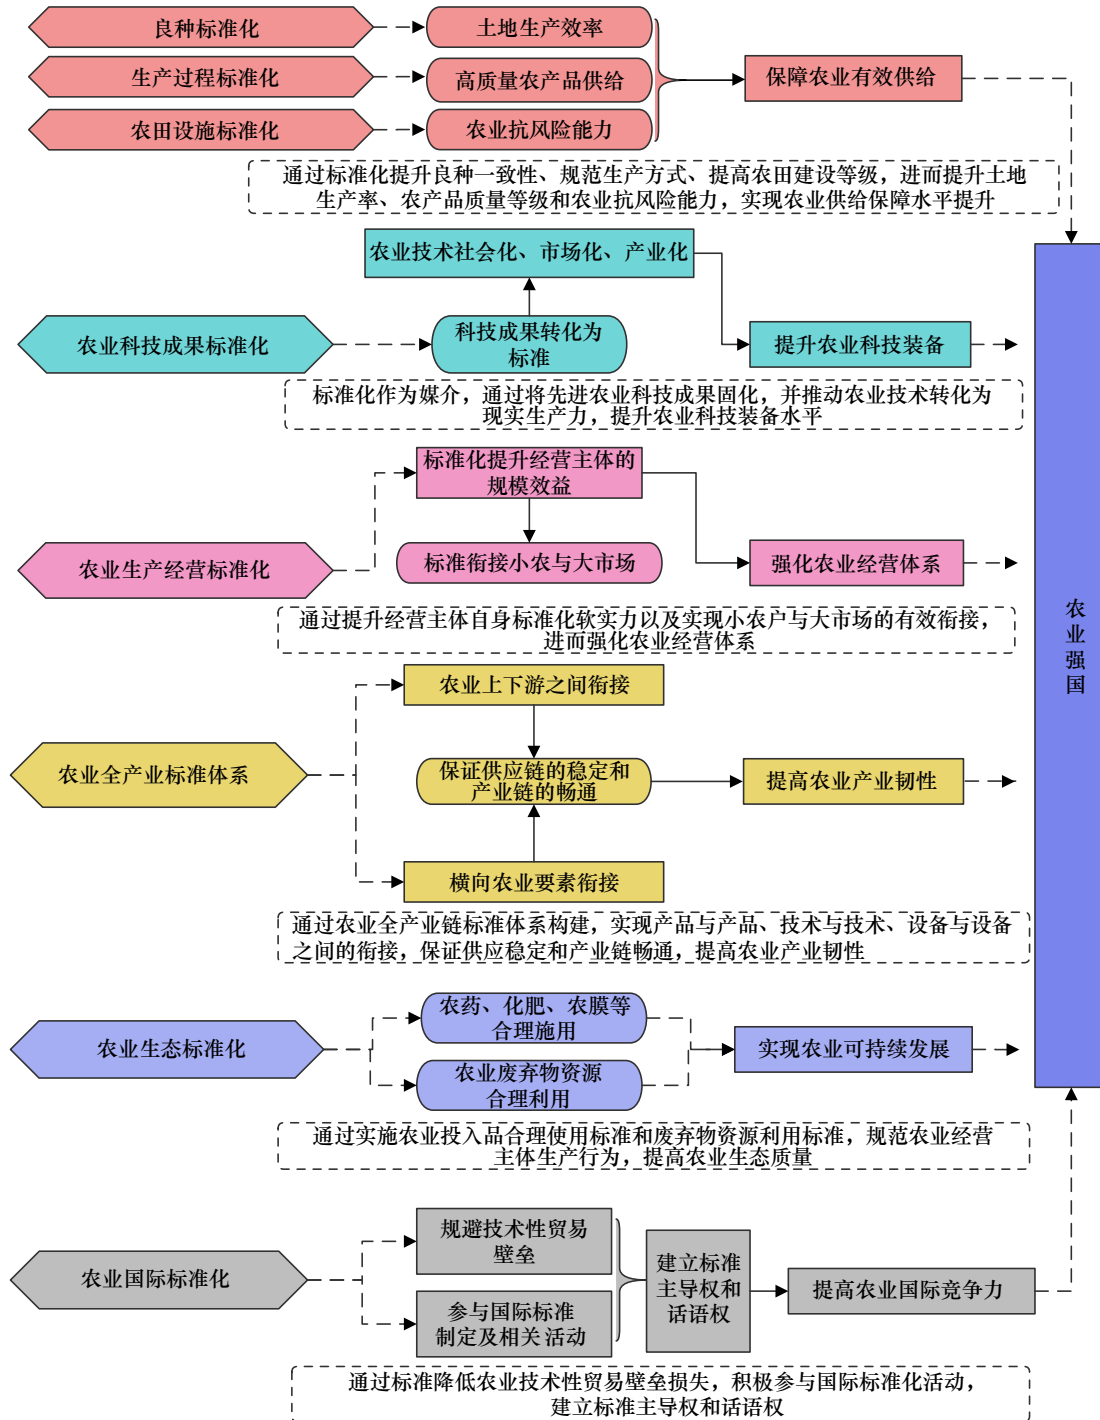 良种标准化
土地生产效率
生产过程标准化
高质量农产品供给
保障农业有效供给
农田设施标准化
农业抗风险能力
通过标准化提升良种一致性、规范生产方式、提高农田建设等级，进而提升土地
生产率、农产品质量等级和农业抗风险能力，实现农业供给保障水平提升
农业技术社会化、市场化、产业化
农业科技成果标准化
科技成果转化为
标准
提升农业科技装备
标准化作为媒介，通过将先进农业科技成果固化，并推动农业技术转化为
现实生产力，提升农业科技装备水平
标准化提升经营主体的
规模效益
农业生产经营标准化
标准衔接小农与大市场
强化农业经营体系
通过提升经营主体自身标准化软实力以及实现小农户与大市场的有效衔接，
进而强化农业经营体系
农业强国
农业上下游之间衔接
农业全产业标准体系
保证供应链的稳定和
产业链的畅通
提高农业产业韧性
横向农业要素衔接
通过农业全产业链标准体系构建，实现产品与产品、技术与技术、设备与设备
之间的衔接，保证供应稳定和产业链畅通，提高农业产业韧性
农药、化肥、农膜等
合理施用
农业生态标准化
实现农业可持续发展
农业废弃物资源
合理利用
通过实施农业投入品合理使用标准和废弃物资源利用标准，规范农业经营
主体生产行为，提高农业生态质量
规避技术性贸易
壁垒
农业国际标准化
建立标准
主导权和
话语权
提高农业国际竞争力
参与国际标准
制定及相关活动
通过标准降低农业技术性贸易壁垒损失，积极参与国际标准化活动，
建立标准主导权和话语权